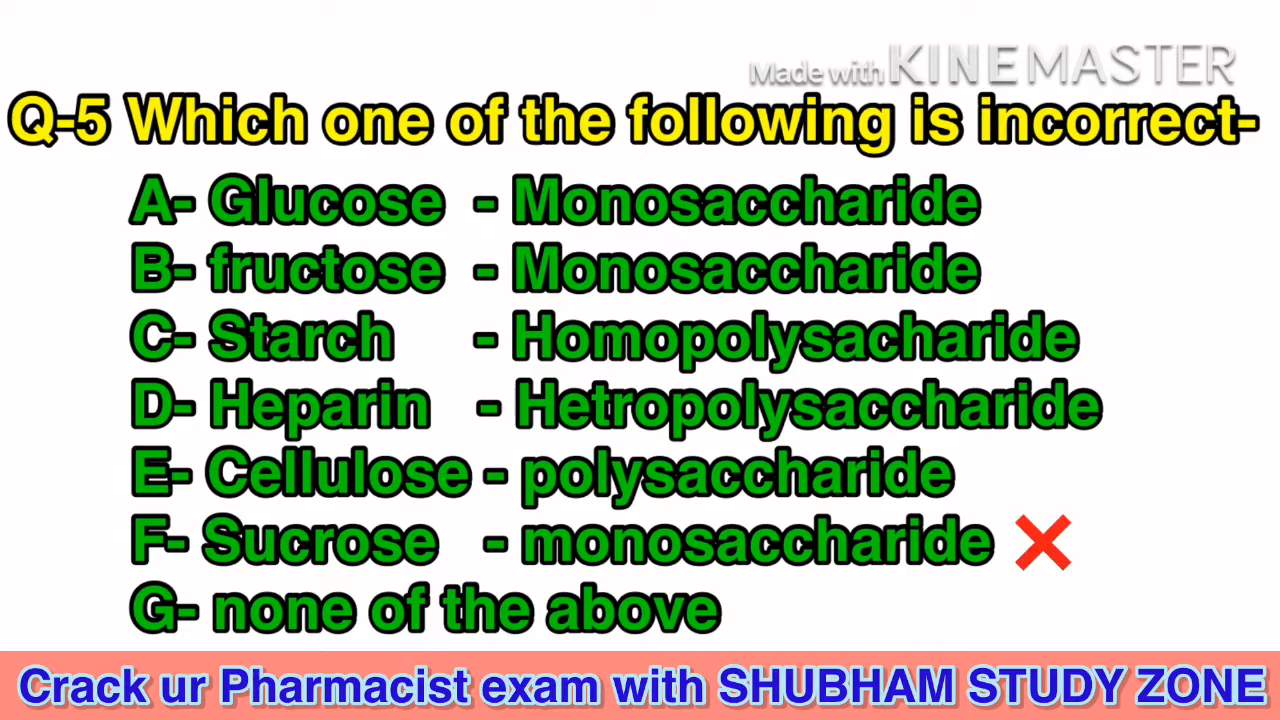 Made with KINEMASTER
Q-5 Which one of the following is incorrect-
A- Glucose - Monosaccharide
B- fructose - Monosaccharide
C- Starch - Homopolysacharide
D- Heparin - Hetropolysaccharide
E- Cellulose - polysaccharide
F- Sucrose - monosaccharide ❌
G- none of the above
Crack ur Pharmacist exam with SHUBHAM STUDY ZONE